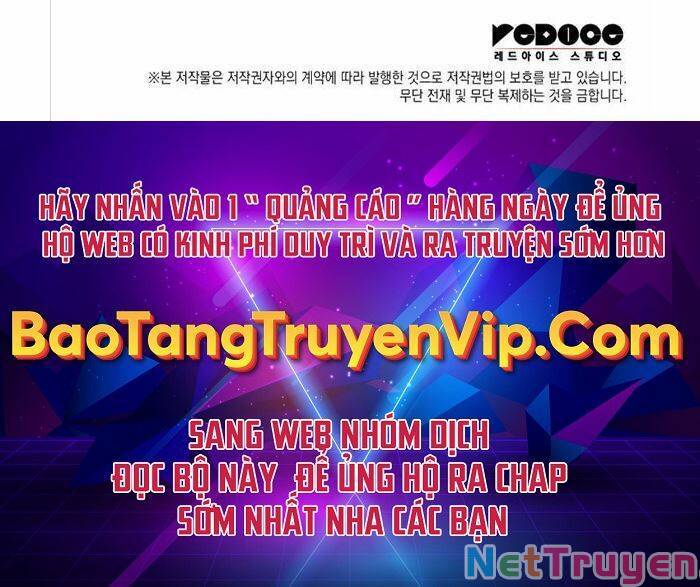 REDICE
레드아이스 스튜디오
※본 저작물은 저작권자와의 계약에 따라 발행한 것으로 저작권법의 보호를 받고 있습니다.
무단 전재 및 무단 복제하는 것을 금합니다.
HÃY NHẤN VÀO 1 “ QUẢNG CÁO ” HÀNG NGÀY ĐỂ ỦNG
HỘ WEB CÓ KINH PHÍ DUY TRÌ VÀ RA TRUYỆN SỚM HƠN
BaoTangTruyenVip.Com
SANG WEB NHÓM DỊCH
ĐỌC BỘ NÀY ĐỂ ỦNG HỘ RA CHAP
SỚM NHẤT NHA CÁC BẠN
NetTruyen